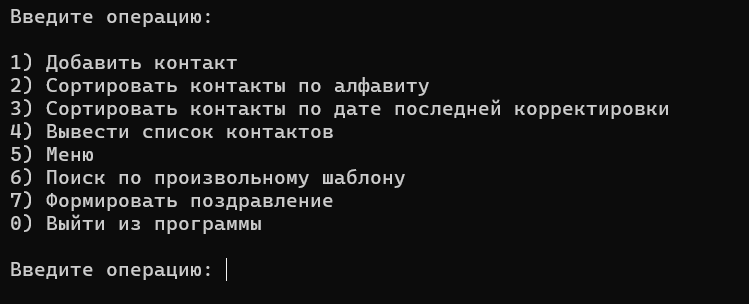 Введите операцию:
1) Добавить контакт
2) Сортировать контакты по алфавиту
3) Сортировать контакты по дате последней корректировки
4) Вывести список контактов
5) Меню
6) Поиск по произвольному шаблону
7) Формировать поздравление
0) Выйти из программы
Введите операцию: